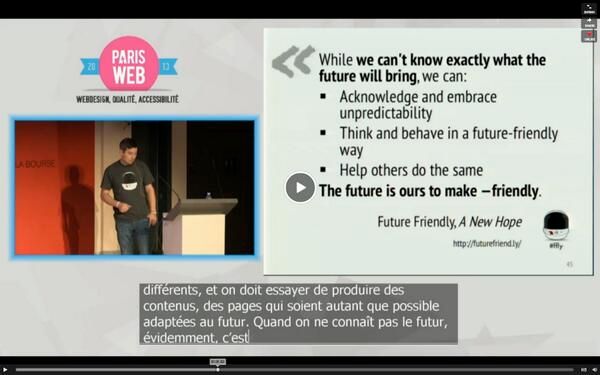 PARIS
WEB
20 13
WEBDESIGN, QUALITÉ, ACCESSIBILITÉ
LA BOURSE
While we can't know exactly what the
future will bring, we can:
▪ Acknowledge and embrace
unpredictability
▪ Think and behave in a future-friendly
way
▪ Help others do the same
The future is ours to make —friendly.
Future Friendly, A New Hope
http://futurefriend.ly/
#ffly
45
différents, et on doit essayer de produire des
contenus, des pages qui soient autant que possible
adaptées au futur. Quand on ne connaît pas le futur,
évidemment, c'est